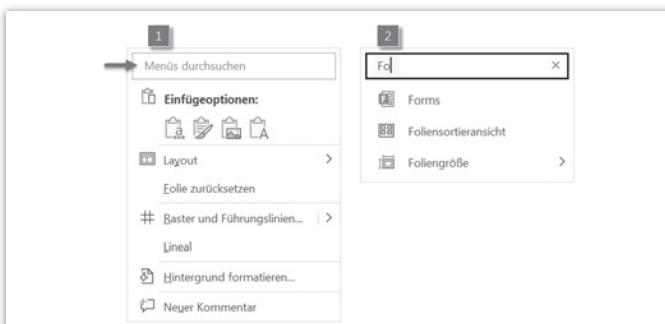 1
Menüs durchsuchen
Einfügeoptionen:
Layout
Folie zurücksetzen
Raster und Führungslinien...
Lineal
Hintergrund formatieren...
Neuer Kommentar
2
Fo
Forms
Foliensortieransicht
Foliengröße